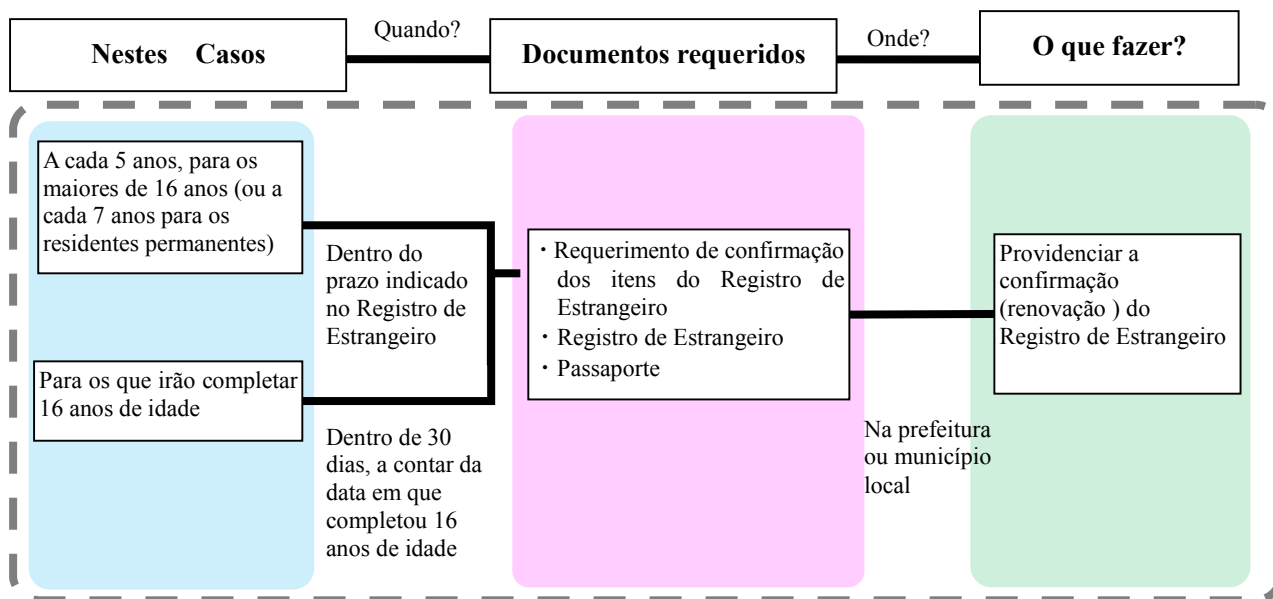 Nestes Casos
Quando?
Documentos requeridos
Onde?
O que fazer?
A cada 5 anos, para os
maiores de 16 anos (ou a
cada 7 anos para os
residentes permanentes)
Dentro do
prazo indicado
no Registro de
Estrangeiro
Para os que irão completar
16 anos de idade
Dentro de 30
dias, a contar da
data em que
completou 16
anos de idade
・Requerimento de confirmação
dos itens do Registro de
Estrangeiro
・Registro de Estrangeiro
・Passaporte
Na prefeitura
ou município
local
Providenciar a
confirmação
(renovação ) do
Registro de Estrangeiro